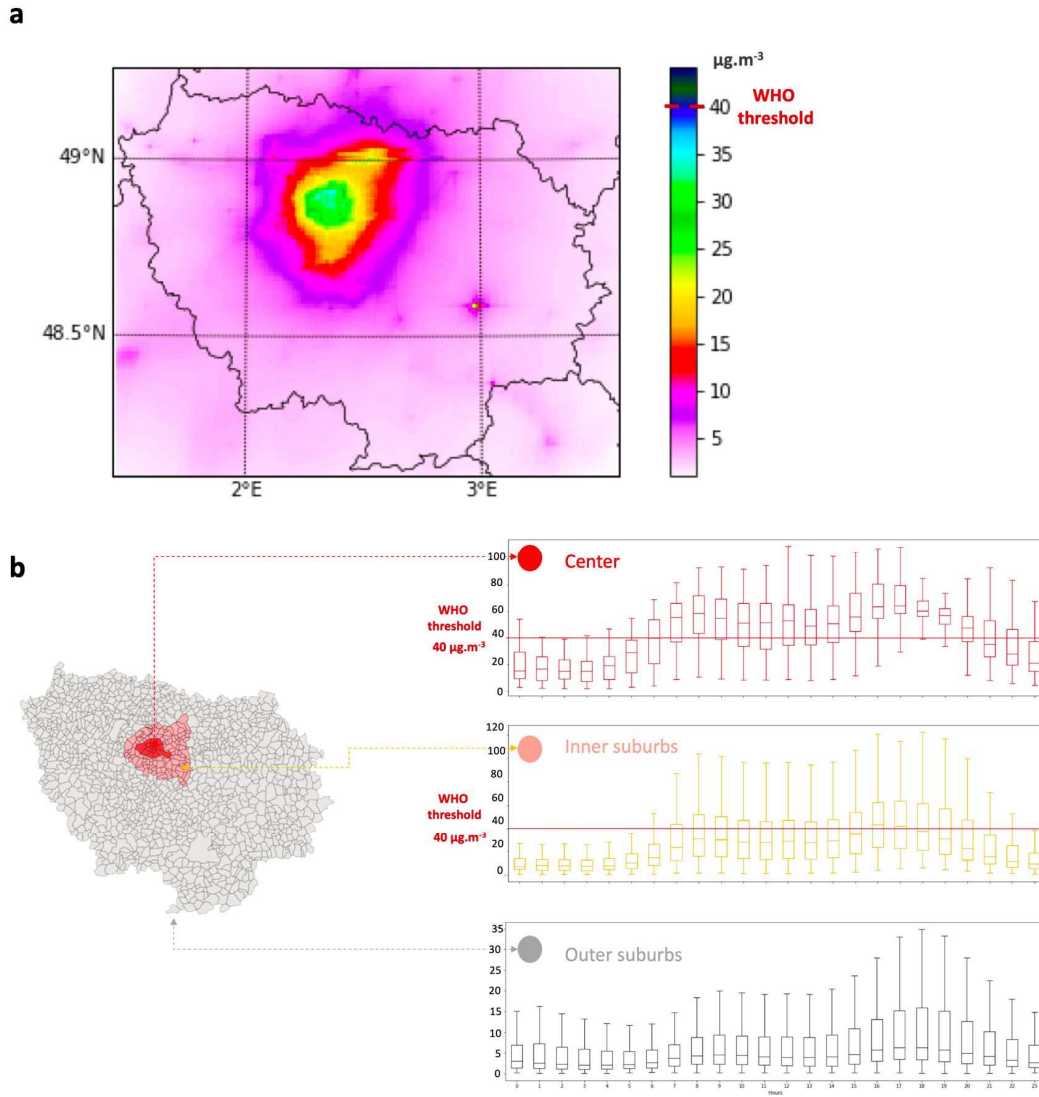 a
µg.m-3
WHO
threshold
40
35
30
25
20
15
10
5
49°N
48.5°N
2°E
3°E
b
Center
100
80
60
40
20
0
WHO
threshold
40 µg.m-3
Inner suburbs
120
100
80
60
40
20
0
WHO
threshold
40 µg.m-3
Outer suburbs
35
30
25
20
15
10
5
0
0 1 2 3 4 5 6 7 8 9 10 11 12 13 14 15 16 17 18 19 20 21 22 23
Hours